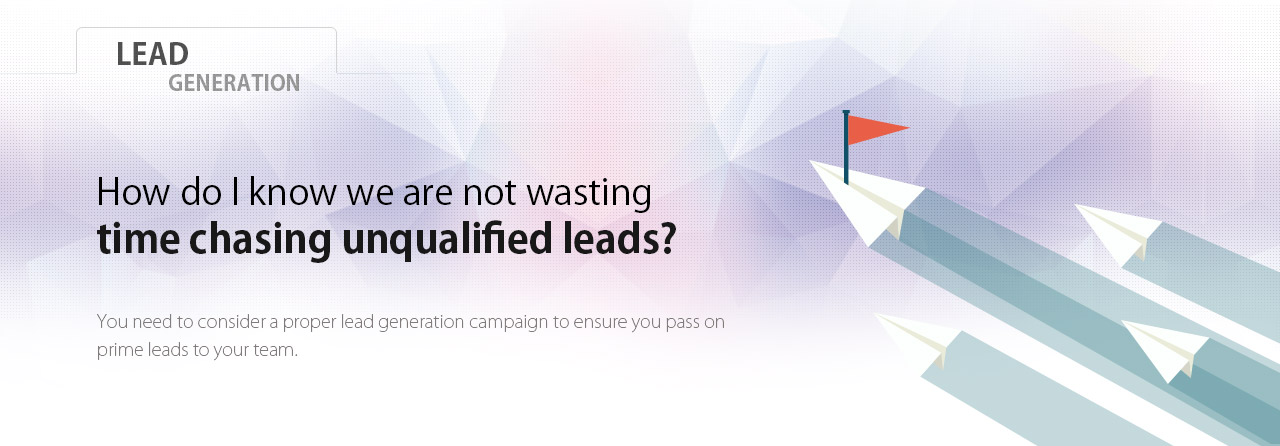 LEAD
GENERATION
How do I know we are not wasting
time chasing unqualified leads?
You need to consider a proper lead generation campaign to ensure you pass on
prime leads to your team.